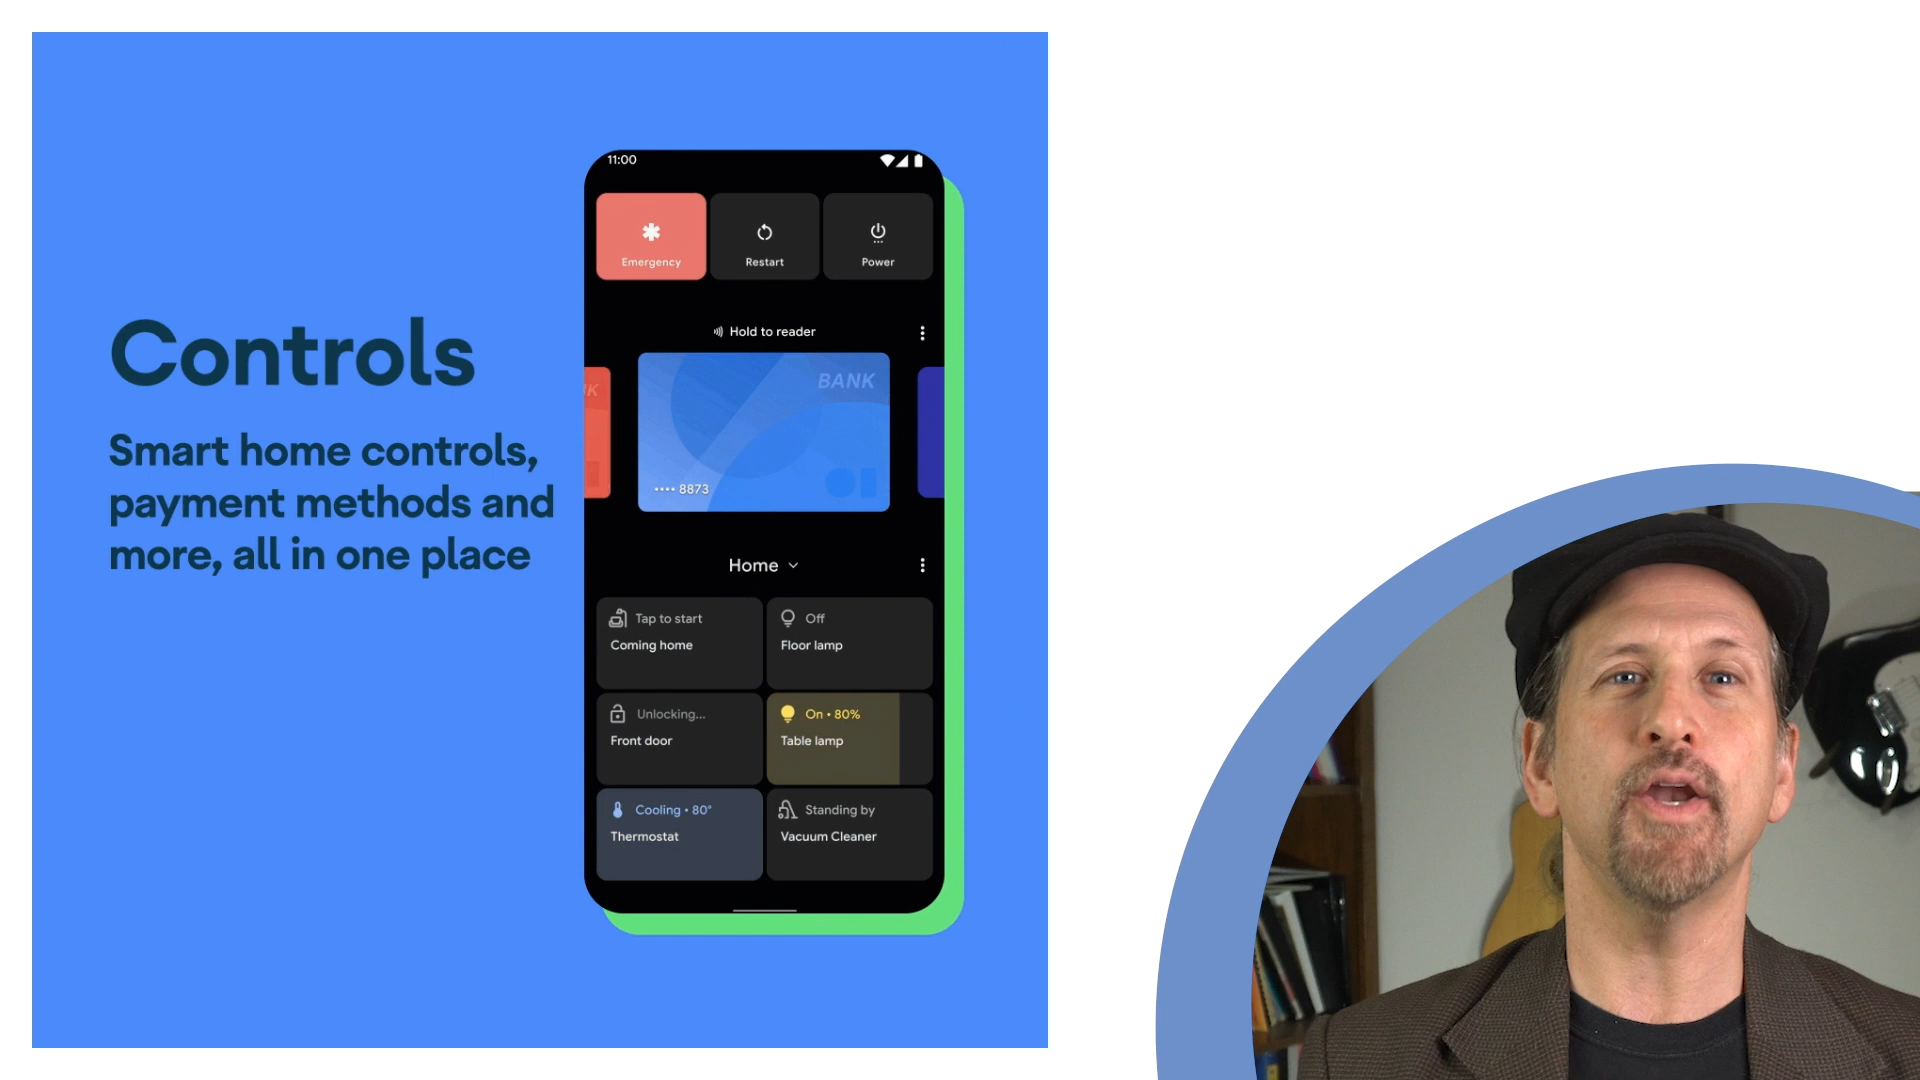 Controls
Smart home controls,
payment methods and
more, all in one place
11:00
Emergency
Restart
Power
Hold to reader
BANK
•••• 8873
Home
Tap to start
Coming home
Off
Floor lamp
Unlocking...
Front door
On • 80%
Table lamp
Cooling • 80°
Thermostat
Standing by
Vacuum Cleaner